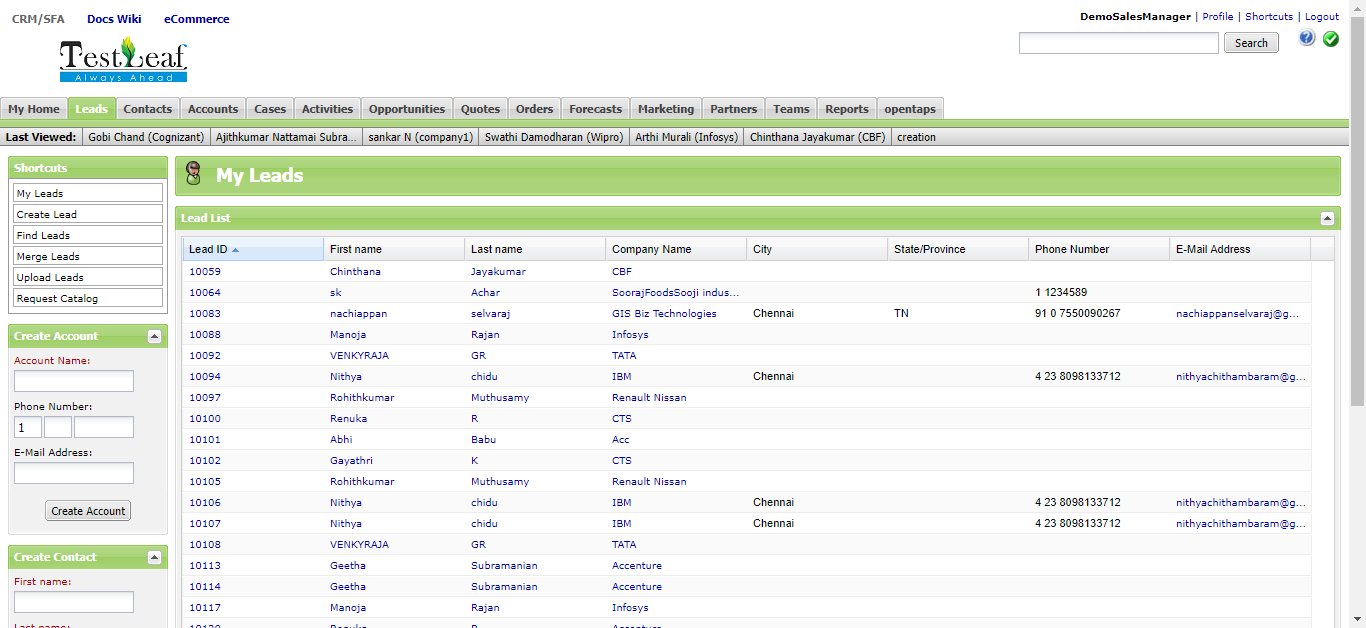 CRM/SFA Docs Wiki eCommerce
DemoSalesManager | Profile | Shortcuts | Logout
TestLeaf
Always Ahead
Search
My Home Leads Contacts Accounts Cases Activities Opportunities Quotes Orders Forecasts Marketing Partners Teams Reports opentaps
Last Viewed: Gobi Chand (Cognizant) Ajithkumar Nattamai Subra... sankar N (company1) Swathi Damodharan (Wipro) Arthi Murali (Infosys) Chinthana Jayakumar (CBF) creation
Shortcuts
My Leads
Create Lead
Find Leads
Merge Leads
Upload Leads
Request Catalog
Create Account
Account Name:
Phone Number:
1
E-Mail Address:
Create Account
Create Contact
First name:
Last name:
My Leads
Lead List
Lead ID First name Last name Company Name City State/Province Phone Number E-Mail Address
10059 Chinthana Jayakumar CBF
10064 sk Achar SoorajFoodsSooji indus... 1 1234589
10083 nachiappan selvaraj GIS Biz Technologies Chennai TN 91 0 7550090267 nachiappanselvaraj@g...
10088 Manoja Rajan Infosys
10092 VENKYRAJA GR TATA
10094 Nithya chidu IBM Chennai 4 23 8098133712 nithyachithambaram@g...
10097 Rohithkumar Muthusamy Renault Nissan
10100 Renuka R CTS
10101 Abhi Babu Acc
10102 Gayathri K CTS
10105 Rohithkumar Muthusamy Renault Nissan
10106 Nithya chidu IBM Chennai 4 23 8098133712 nithyachithambaram@g...
10107 Nithya chidu IBM Chennai 4 23 8098133712 nithyachithambaram@g...
10108 VENKYRAJA GR TATA
10113 Geetha Subramanian Accenture
10114 Geetha Subramanian Accenture
10117 Manoja Rajan Infosys